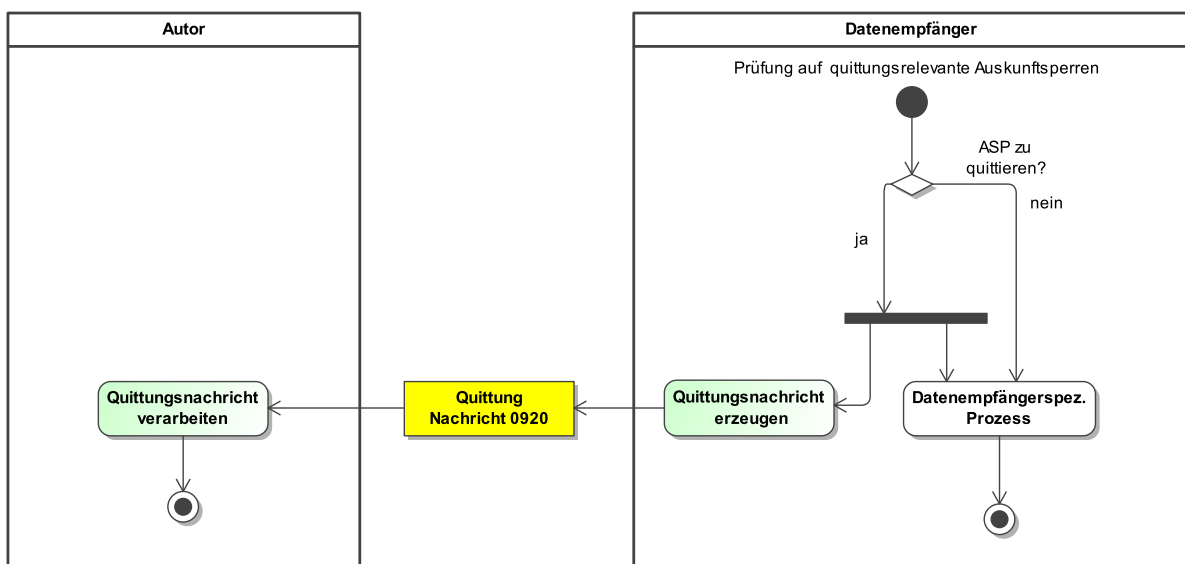 Autor
Datenempfänger
Prüfung auf quittungsrelevante Auskunftsperren
ASP zu
quittieren?
nein
ja
Quittungsnachricht
verarbeiten
Quittung
Nachricht 0920
Quittungsnachricht
erzeugen
Datenempfängerspez.
Prozess